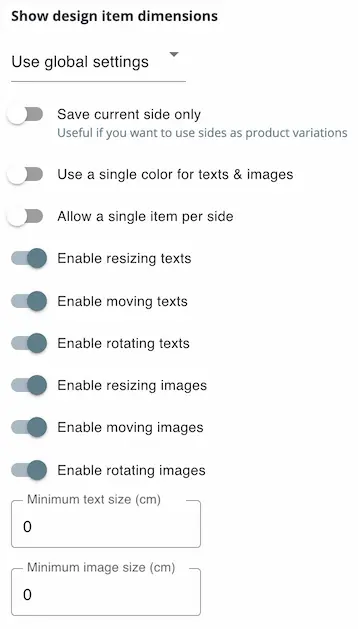 Show design item dimensions
Use global settings
Save current side only
Useful if you want to use sides as product variations
Use a single color for texts & images
Allow a single item per side
Enable resizing texts
Enable moving texts
Enable rotating texts
Enable resizing images
Enable moving images
Enable rotating images
Minimum text size (cm)
0
Minimum image size (cm)
0